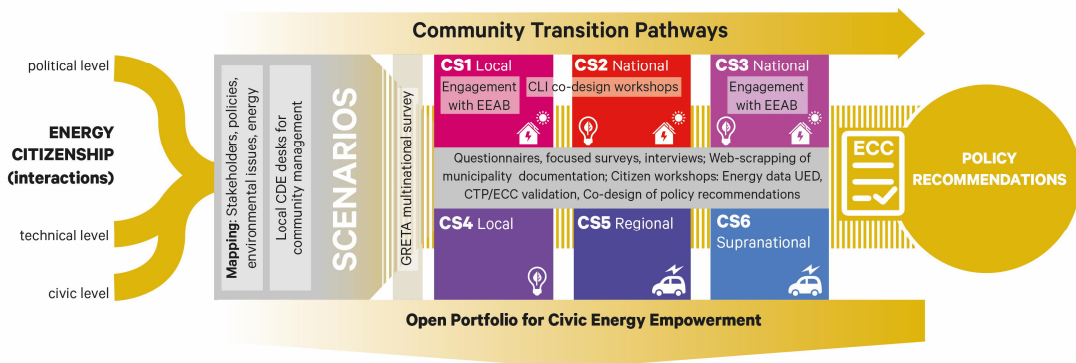 Community Transition Pathways
political level
ENERGY
CITIZENSHIP
(interactions)
technical level
civic level
Mapping: Stakeholders, policies,
environmental issues, energy
Local CDE desks for
community management
SCENARIOS
GRETA multinational survey
CS1 Local
Engagement
with EEAB
CS2 National
CLI co-design workshops
CS3 National
Engagement
with EEAB
Questionnaires, focused surveys, interviews; Web-scrapping of
municipality documentation; Citizen workshops: Energy data UED,
CTP/ECC validation, Co-design of policy recommendations
CS4 Local
CS5 Regional
CS6
Supranational
ECC
POLICY
RECOMMENDATIONS
Open Portfolio for Civic Energy Empowerment